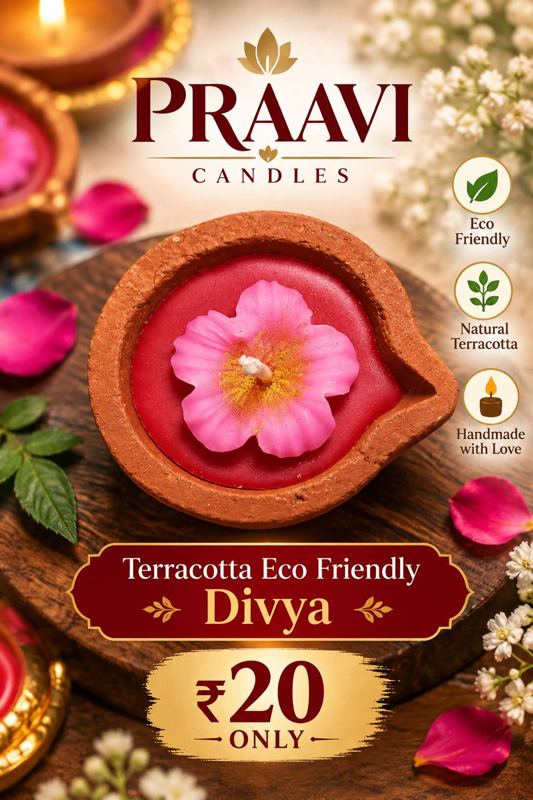 PRAAVI
CANDLES
Eco
Friendly
Natural
Terracotta
Handmade
with Love
Terracotta Eco Friendly
Divya
₹20
ONLY